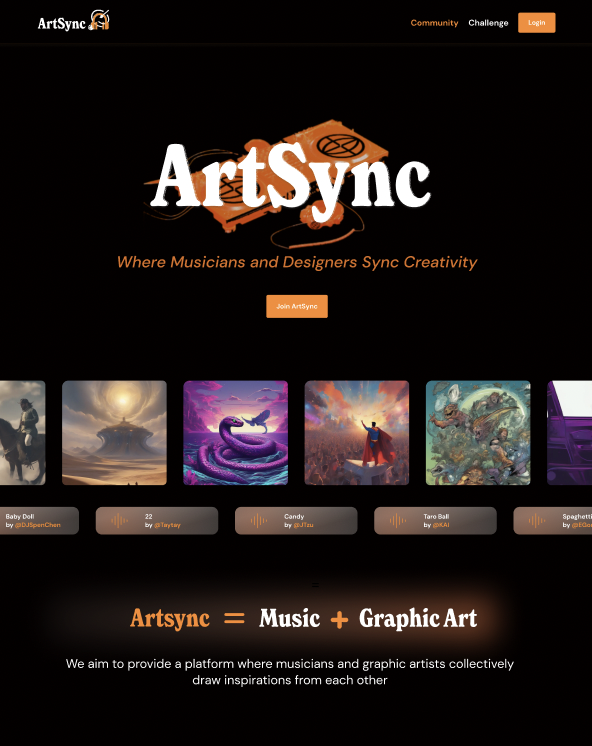 ArtSync
Community Challenge Login
ArtSync
Where Musicians and Designers Sync Creativity
Join ArtSync
Baby Doll
by @DJSpenChen
22
by @Taytay
Candy
by @JTzu
Taro Ball
by @KAI
Spaghetti
by
Artsync = Music + Graphic Art
We aim to provide a platform where musicians and graphic artists collectively
draw inspirations from each other